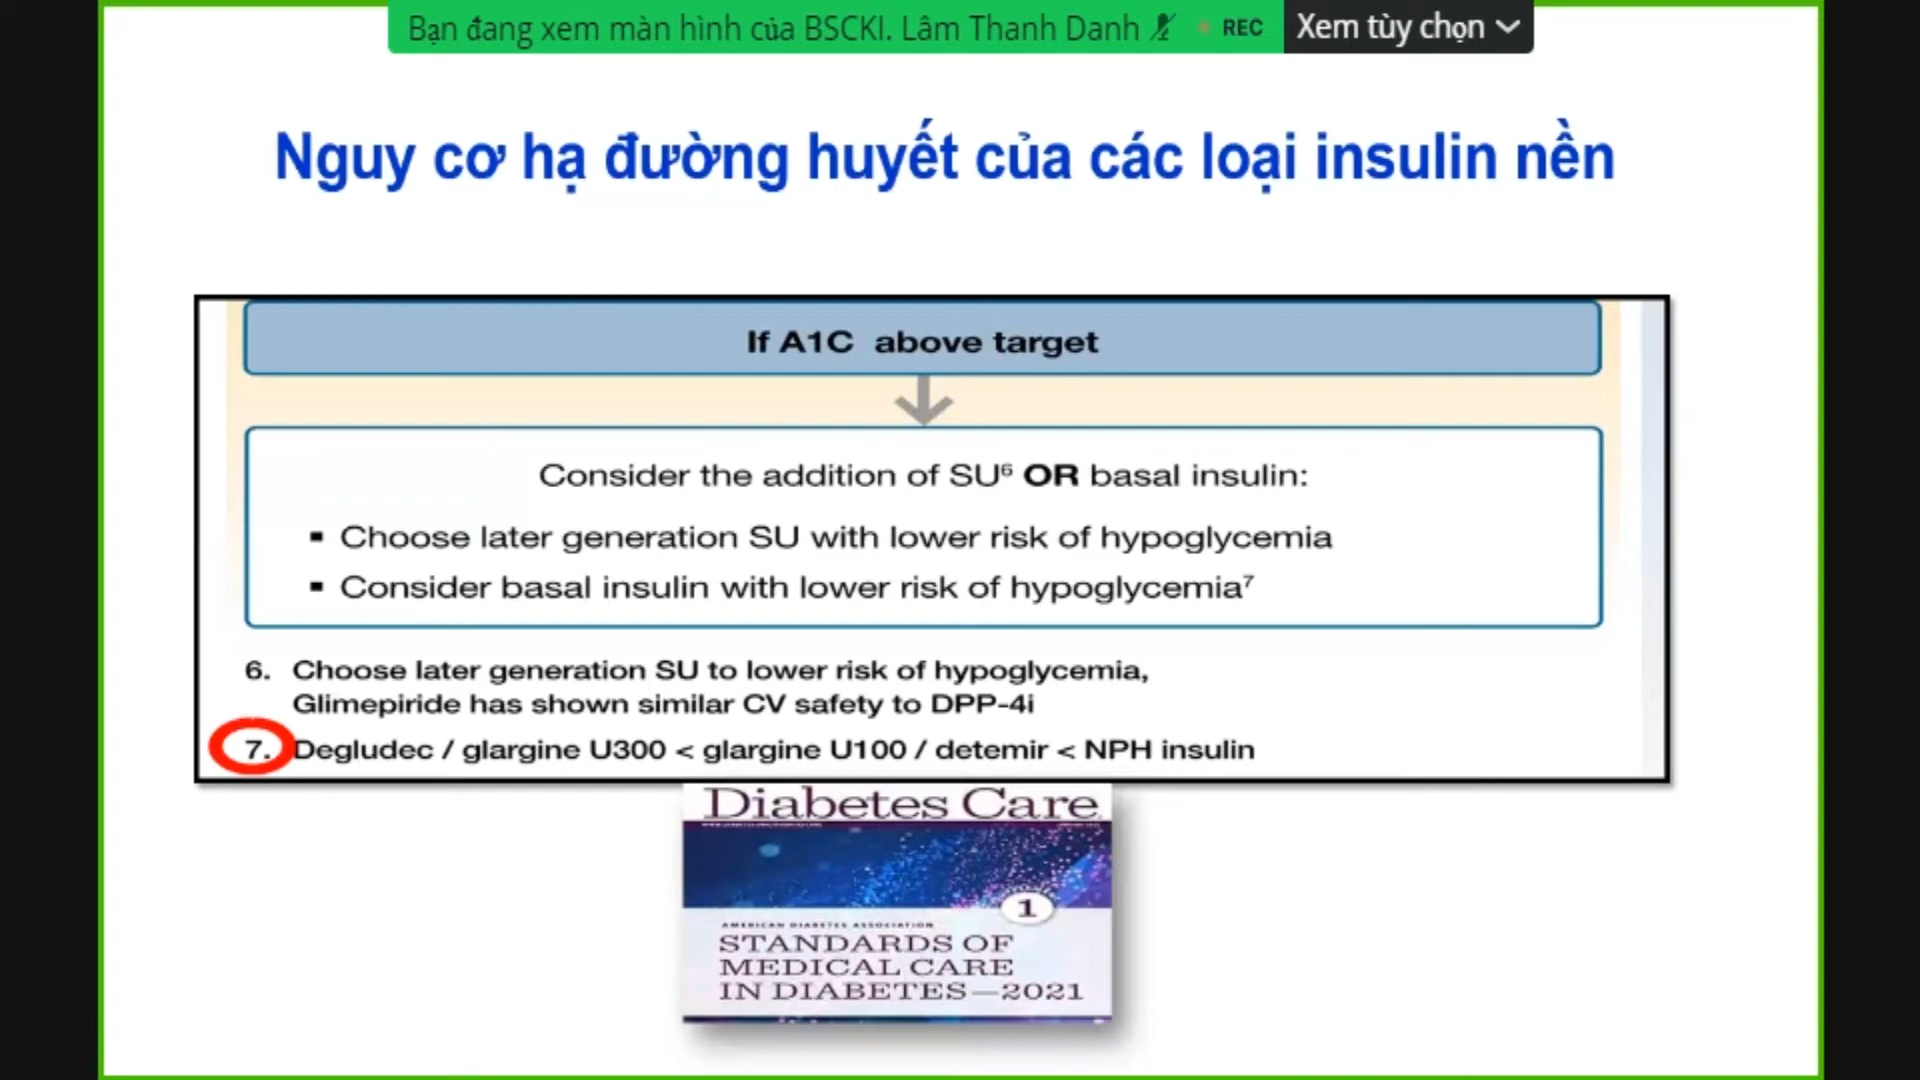 Bạn đang xem màn hình của BSCKI. Lâm Thanh Danh
REC
Xem tùy chọn
Nguy cơ hạ đường huyết của các loại insulin nền
If A1C above target
Consider the addition of SU⁶ OR basal insulin:
▪ Choose later generation SU with lower risk of hypoglycemia
▪ Consider basal insulin with lower risk of hypoglycemia⁷
6. Choose later generation SU to lower risk of hypoglycemia,
Glimepiride has shown similar CV safety to DPP-4i
7. Degludec / glargine U300 < glargine U100 / detemir < NPH insulin
Diabetes Care
1
AMERICAN DIABETES ASSOCIATION
STANDARDS OF
MEDICAL CARE
IN DIABETES—2021